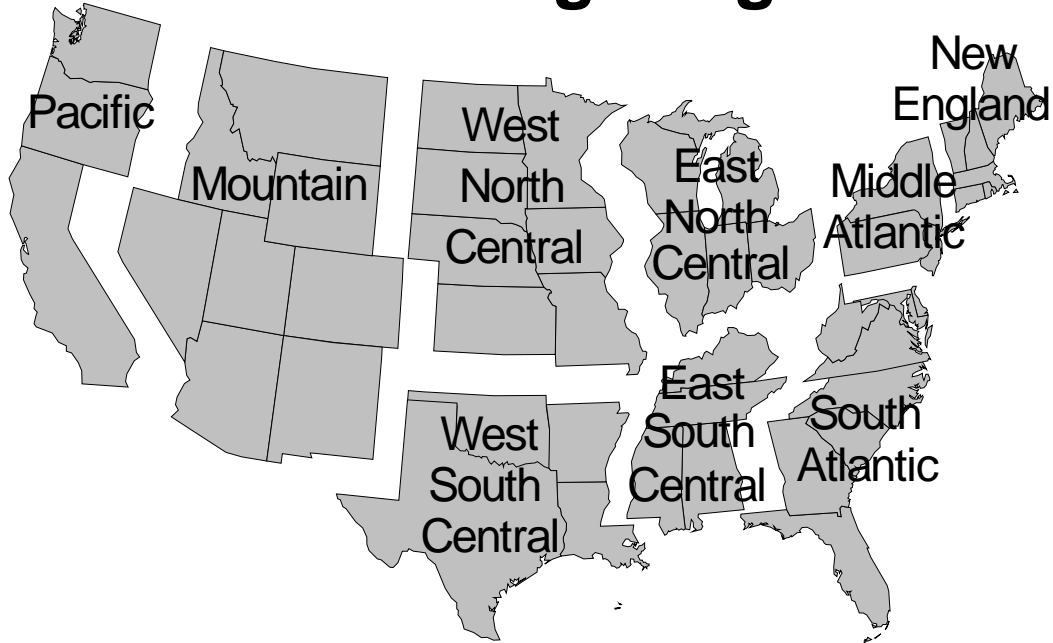 Pacific
Mountain
West
North
Central
East
North
Central
New
England
Middle
Atlantic
West
South
Central
East
South
Central
South
Atlantic